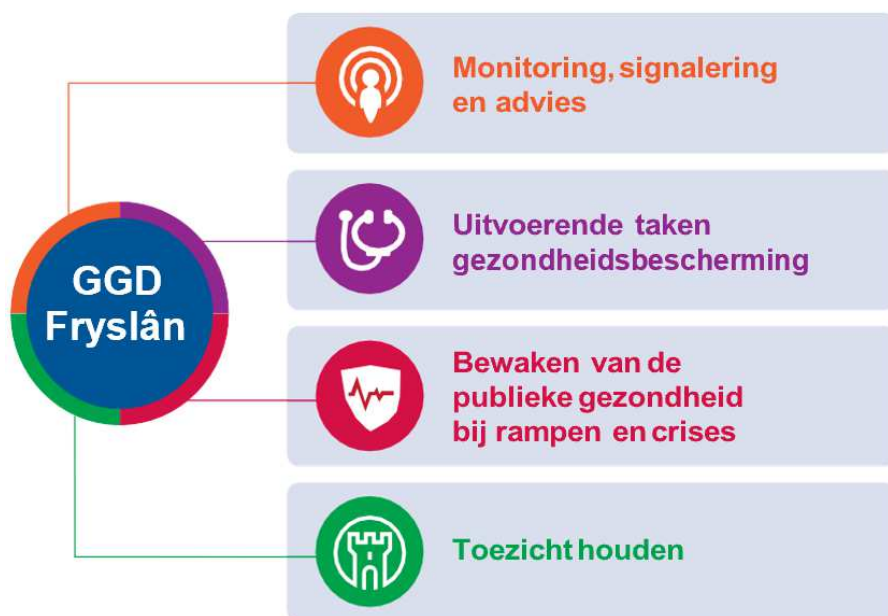 GGD
Fryslân
Monitoring, signalering
en advies
Uitvoerende taken
gezondheidsbescherming
Bewaken van de
publieke gezondheid
bij rampen en crises
Toezicht houden